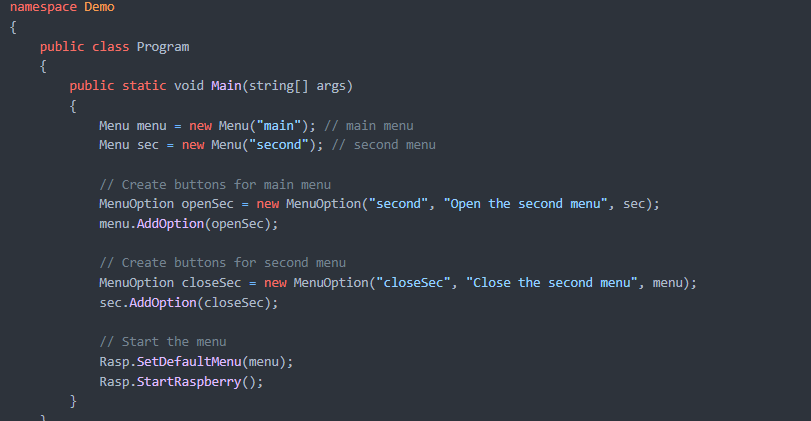 namespace Demo
{
    public class Program
    {
        public static void Main(string[] args)
        {
            Menu menu = new Menu("main"); // main menu
            Menu sec = new Menu("second"); // second menu

            // Create buttons for main menu
            MenuOption openSec = new MenuOption("second", "Open the second menu", sec);
            menu.AddOption(openSec);

            // Create buttons for second menu
            MenuOption closeSec = new MenuOption("closeSec", "Close the second menu", menu);
            sec.AddOption(closeSec);

            // Start the menu
            Rasp.SetDefaultMenu(menu);
            Rasp.StartRaspberry();
        }
    }